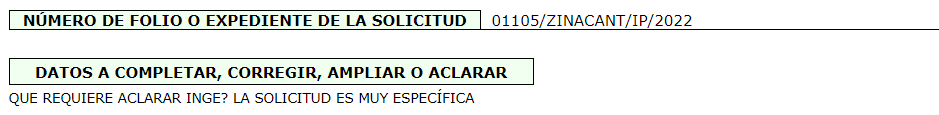 NÚMERO DE FOLIO O EXPEDIENTE DE LA SOLICITUD 01105/ZINACANT/IP/2022
DATOS A COMPLETAR, CORREGIR, AMPLIAR O ACLARAR
QUE REQUIERE ACLARAR INGE? LA SOLICITUD ES MUY ESPECÍFICA